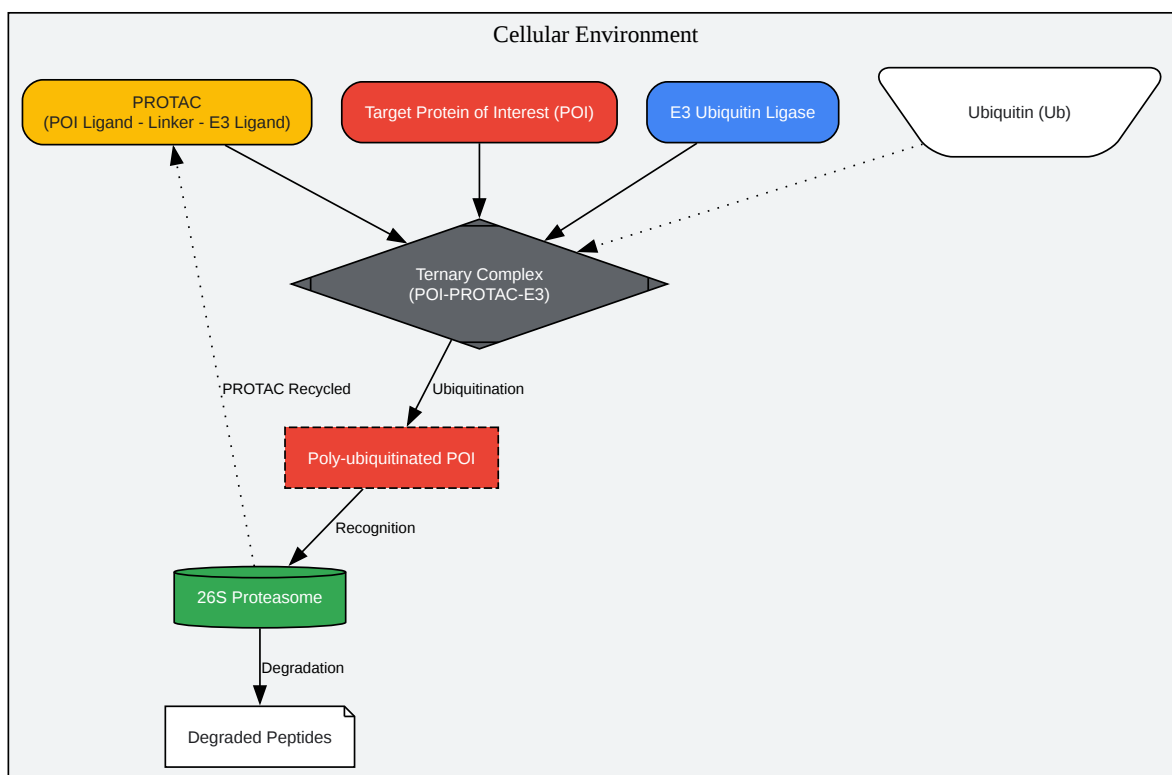 Cellular Environment
PROTAC
(POI Ligand - Linker - E3 Ligand)
Target Protein of Interest (POI)
E3 Ubiquitin Ligase
Ubiquitin (Ub)
Ternary Complex
(POI-PROTAC-E3)
PROTAC Recycled
Ubiquitination
Poly-ubiquitinated POI
Recognition
26S Proteasome
Degradation
Degraded Peptides